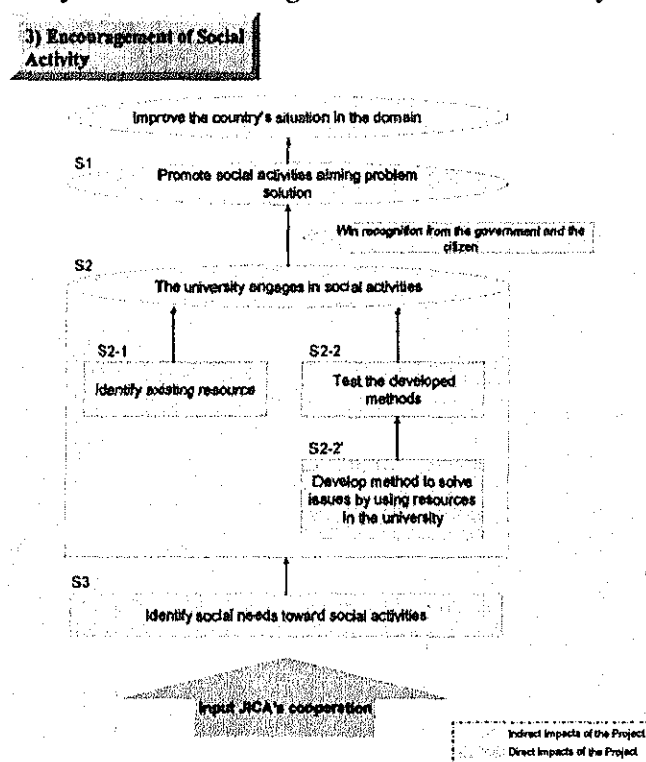 3) Encouragement of Social
Activity
Improve the country's situation in the domain
S1
Promote social activities aiming problem
solution
Win recognition from the government and the
citizen
S2
The university engages in social activities
S2-1
Identify existing resource
S2-2
Test the developed
methods
S2-2'
Develop method to solve
issues by using resources
in the university
S3
Identify social needs toward social activities
Input JICA's cooperation
Indirect Impacts of the Project
Direct Impacts of the Project